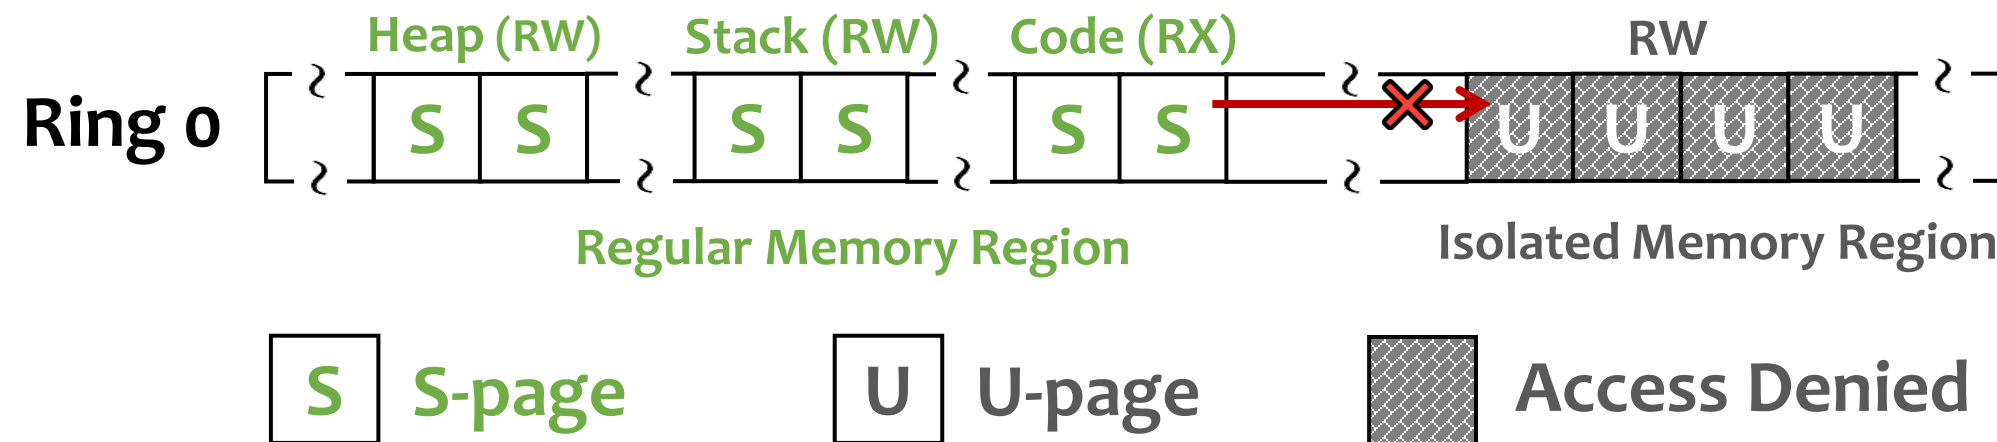 Heap (RW) Stack (RW) Code (RX) RW
Ring 0 S S S S S S U U U U
Regular Memory Region Isolated Memory Region
S S-page U U-page Access Denied